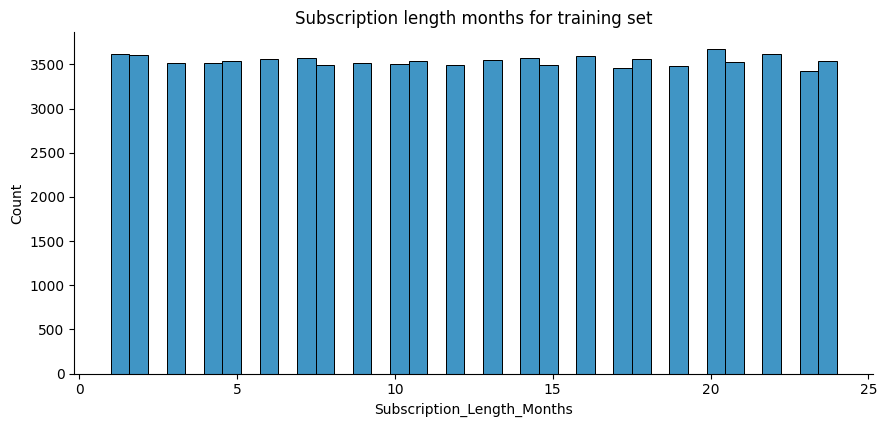 Subscription length months for training set
Count
3500
3000
2500
2000
1500
1000
500
0
0 5 10 15 20 25
Subscription_Length_Months